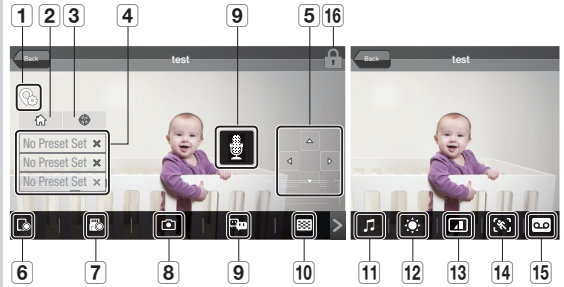 1 2 3 4 9 5 16
Back test
Back test
No Preset Set ×
No Preset Set ×
No Preset Set ×
6 7 8 9 10 11 12 13 14 15